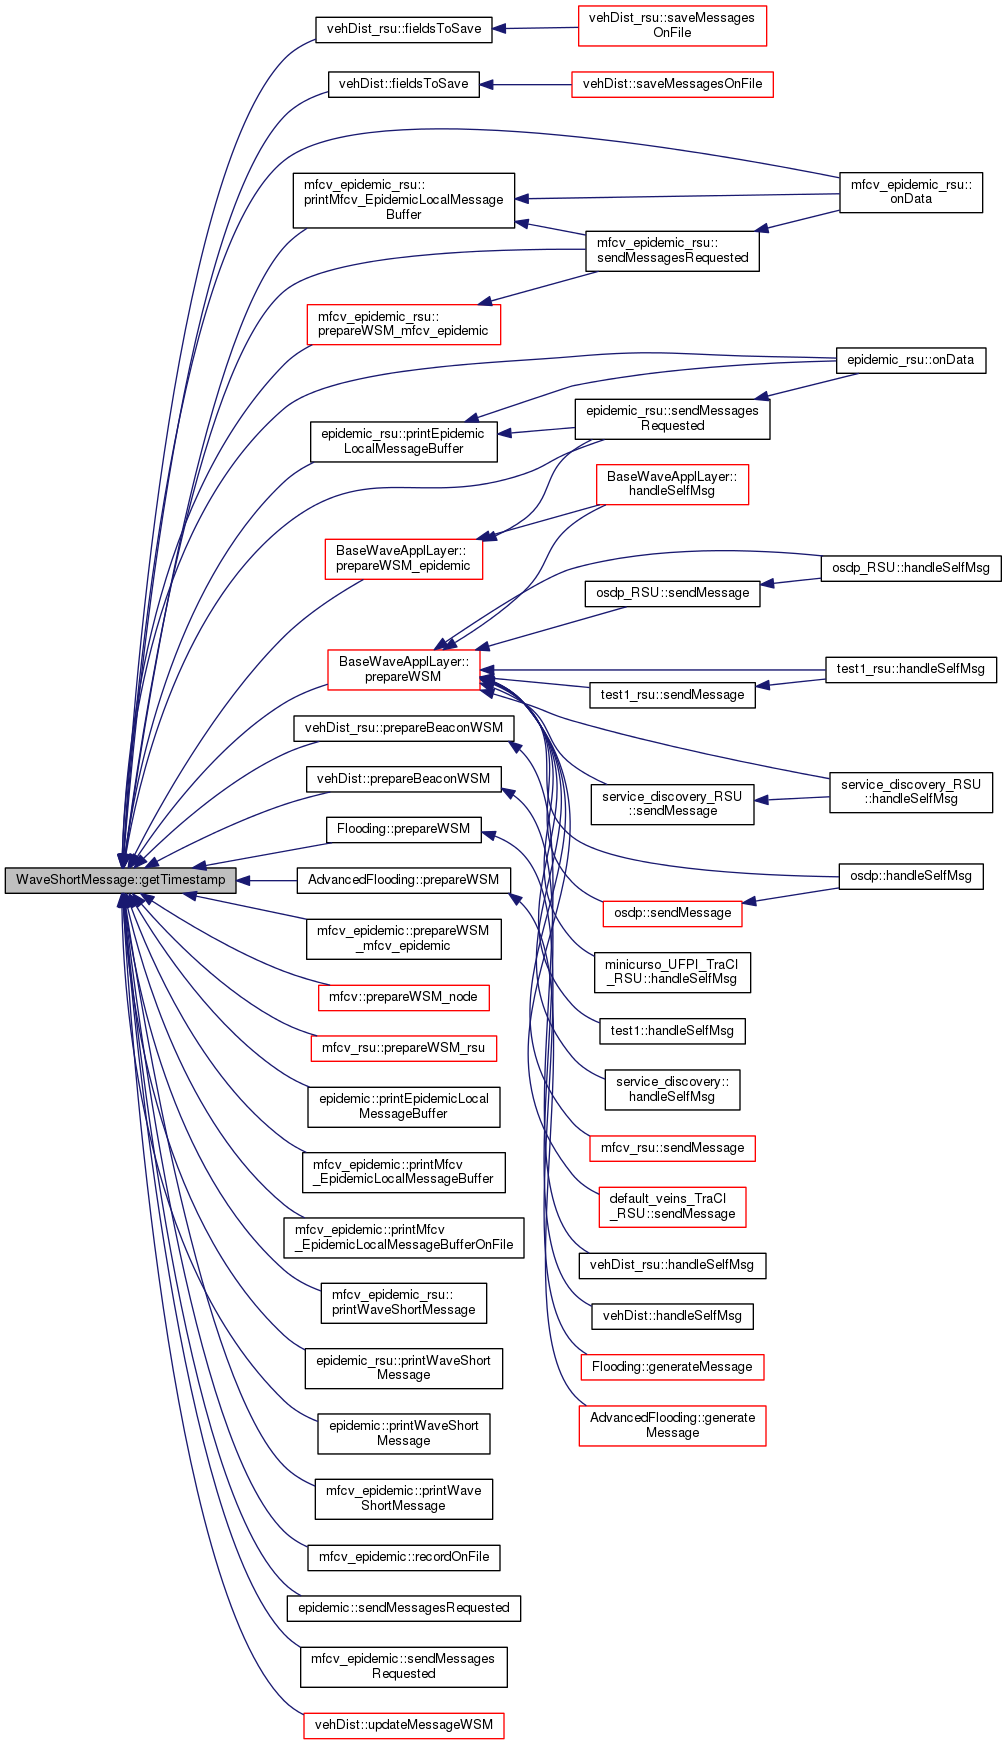 WaveShortMessage::getTimestamp
vehDist_rsu::fieldsToSave
vehDist::fieldsToSave
mfcv_epidemic_rsu::
printMfcv_EpidemicLocalMessage
Buffer
mfcv_epidemic_rsu::
prepareWSM_mfcv_epidemic
epidemic_rsu::printEpidemic
LocalMessageBuffer
BaseWaveApplLayer::
prepareWSM_epidemic
BaseWaveApplLayer::
prepareWSM
vehDist_rsu::prepareBeaconWSM
vehDist::prepareBeaconWSM
Flooding::prepareWSM
AdvancedFlooding::prepareWSM
mfcv_epidemic::prepareWSM
_mfcv_epidemic
mfcv::prepareWSM_node
mfcv_rsu::prepareWSM_rsu
epidemic::printEpidemicLocal
MessageBuffer
mfcv_epidemic::printMfcv
_EpidemicLocalMessageBuffer
mfcv_epidemic::printMfcv
_EpidemicLocalMessageBufferOnFile
mfcv_epidemic_rsu::
printWaveShortMessage
epidemic_rsu::printWaveShort
Message
epidemic::printWaveShort
Message
mfcv_epidemic::printWave
ShortMessage
mfcv_epidemic::recordOnFile
epidemic::sendMessagesRequested
mfcv_epidemic::sendMessages
Requested
vehDist::updateMessageWSM
vehDist_rsu::saveMessages
OnFile
vehDist::saveMessagesOnFile
mfcv_epidemic_rsu::
sendMessagesRequested
epidemic_rsu::sendMessages
Requested
BaseWaveApplLayer::
handleSelfMsg
osdp_RSU::sendMessage
test1_rsu::sendMessage
service_discovery_RSU
::sendMessage
osdp::sendMessage
minicurso_UFPI_TraCI
_RSU::handleSelfMsg
test1::handleSelfMsg
service_discovery::
handleSelfMsg
mfcv_rsu::sendMessage
default_veins_TraCI
_RSU::sendMessage
vehDist_rsu::handleSelfMsg
vehDist::handleSelfMsg
Flooding::generateMessage
AdvancedFlooding::generate
Message
mfcv_epidemic_rsu::
onData
epidemic_rsu::onData
osdp_RSU::handleSelfMsg
test1_rsu::handleSelfMsg
service_discovery_RSU
::handleSelfMsg
osdp::handleSelfMsg